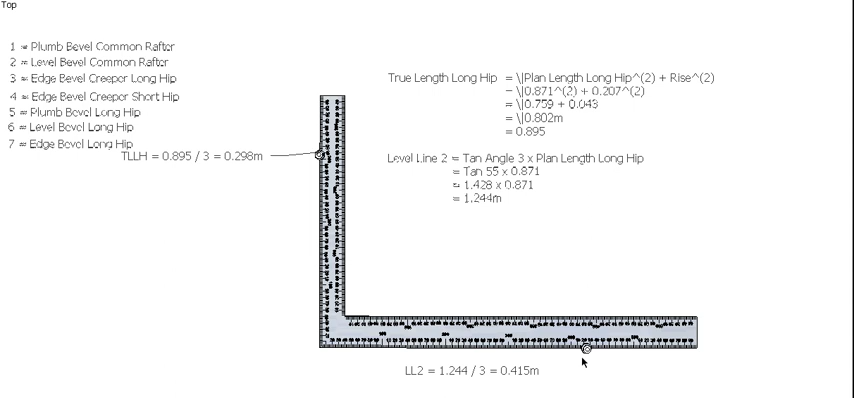 Top
1 = Plumb Bevel Common Rafter
2 = Level Bevel Common Rafter
3 = Edge Bevel Creeper Long Hip
4 = Edge Bevel Creeper Short Hip
5 = Plumb Bevel Long Hip
6 = Level Bevel Long Hip
7 = Edge Bevel Long Hip
TLLH = 0.895 / 3 = 0.298m
True Length Long Hip = \|Plan Length Long Hip^(2) + Rise^(2)
= \|0.871^(2) + 0.207^(2)
= \|0.759 + 0.043
= \|0.802m
= 0.895
Level Line 2 = Tan Angle 3 x Plan Length Long Hip
= Tan 55 x 0.871
= 1.428 x 0.871
= 1.244m
LL2 = 1.244 / 3 = 0.415m